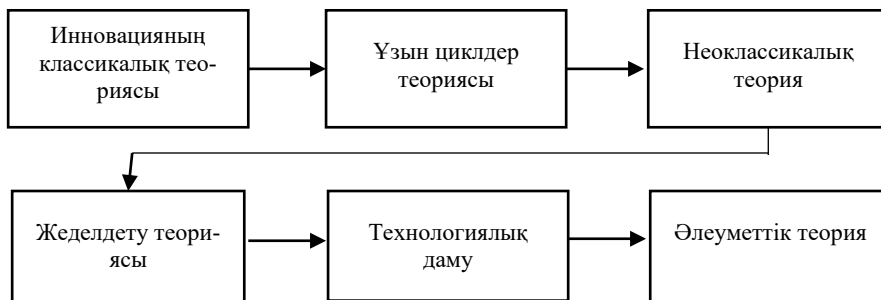 Инновацияның
классикалық тео-
риясы
Ұзын циклдер
теориясы
Неоклассикалық
теория
Жеделдету теори-
ясы
Технологиялық
даму
Әлеуметтік теория